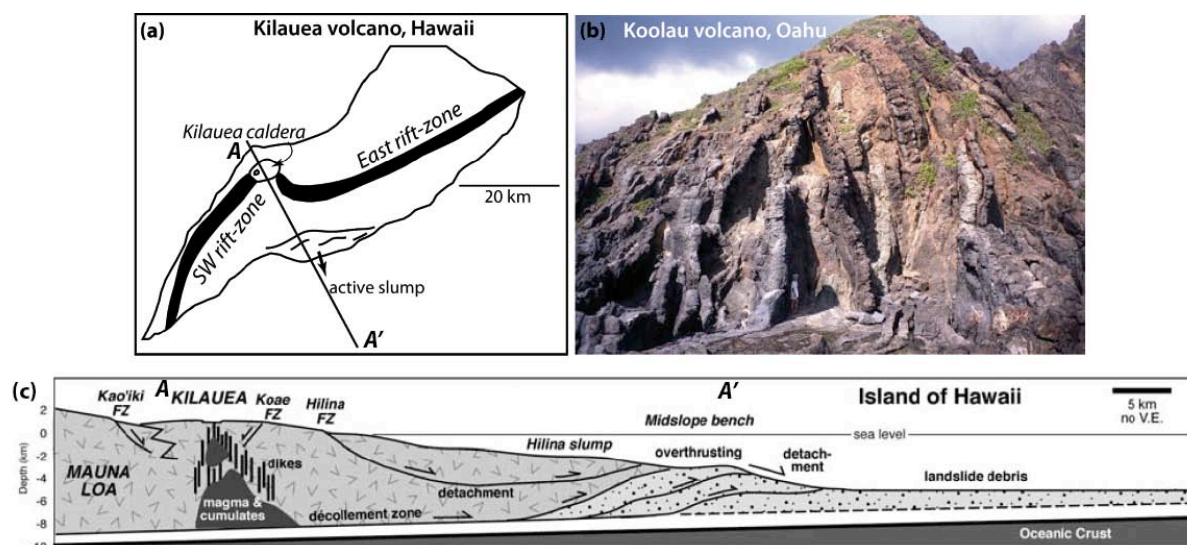 (a) Kilauea volcano, Hawaii
Kilauea caldera
A
East rift-zone
SW rift-zone
20 km
active slump
A'
(b) Koolau volcano, Oahu
(c)
A
A'
Island of Hawaii
Kao'iki
FZ
KILAUEA
Koae
FZ
Hilina
FZ
5 km
no V.E.
Midslope bench
sea level
Hilina slump
overthrusting
detach-
ment
MAUNA
LOA
dikes
magma &
cumulates
detachment
décollement zone
landslide debris
Oceanic Crust
Depth (km)
2
0
-2
-4
-6
-8